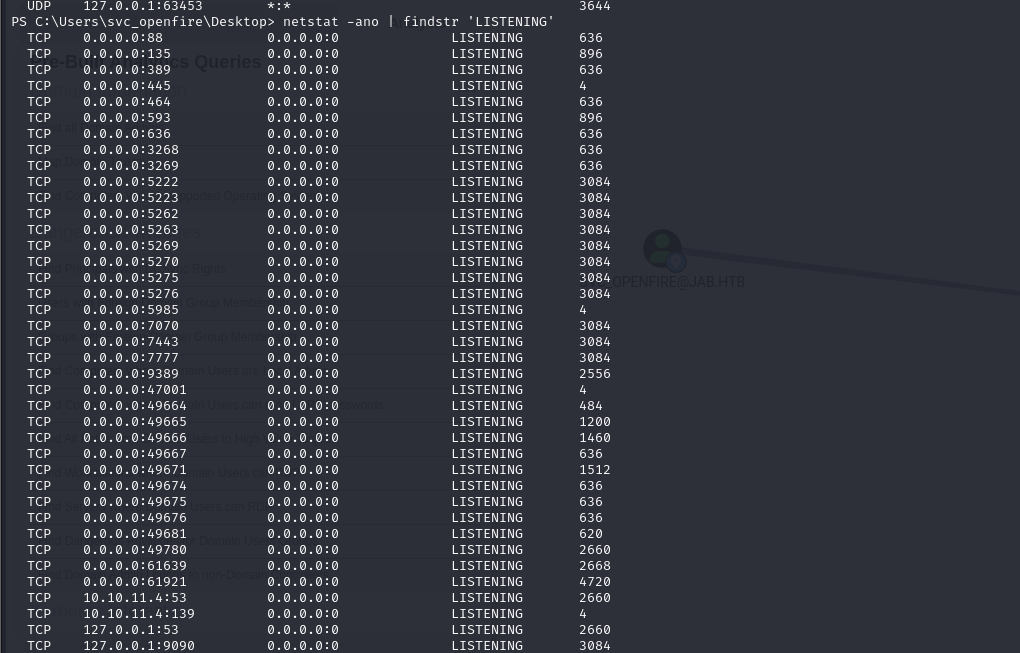 UDP 127.0.0.1:63453 *:* 3644
PS C:\Users\svc_openfire\Desktop> netstat -ano | findstr 'LISTENING'
TCP 0.0.0.0:88 0.0.0.0:0 LISTENING 636
TCP 0.0.0.0:135 0.0.0.0:0 LISTENING 896
TCP 0.0.0.0:389 0.0.0.0:0 LISTENING 636
TCP 0.0.0.0:445 0.0.0.0:0 LISTENING 4
TCP 0.0.0.0:464 0.0.0.0:0 LISTENING 636
TCP 0.0.0.0:593 0.0.0.0:0 LISTENING 896
TCP 0.0.0.0:636 0.0.0.0:0 LISTENING 636
TCP 0.0.0.0:3268 0.0.0.0:0 LISTENING 636
TCP 0.0.0.0:3269 0.0.0.0:0 LISTENING 636
TCP 0.0.0.0:5222 0.0.0.0:0 LISTENING 3084
TCP 0.0.0.0:5223 0.0.0.0:0 LISTENING 3084
TCP 0.0.0.0:5262 0.0.0.0:0 LISTENING 3084
TCP 0.0.0.0:5263 0.0.0.0:0 LISTENING 3084
TCP 0.0.0.0:5269 0.0.0.0:0 LISTENING 3084
TCP 0.0.0.0:5270 0.0.0.0:0 LISTENING 3084
TCP 0.0.0.0:5275 0.0.0.0:0 LISTENING 3084
TCP 0.0.0.0:5276 0.0.0.0:0 LISTENING 3084
TCP 0.0.0.0:5985 0.0.0.0:0 LISTENING 4
TCP 0.0.0.0:7070 0.0.0.0:0 LISTENING 3084
TCP 0.0.0.0:7443 0.0.0.0:0 LISTENING 3084
TCP 0.0.0.0:7777 0.0.0.0:0 LISTENING 3084
TCP 0.0.0.0:9389 0.0.0.0:0 LISTENING 2556
TCP 0.0.0.0:47001 0.0.0.0:0 LISTENING 4
TCP 0.0.0.0:49664 0.0.0.0:0 LISTENING 484
TCP 0.0.0.0:49665 0.0.0.0:0 LISTENING 1200
TCP 0.0.0.0:49666 0.0.0.0:0 LISTENING 1460
TCP 0.0.0.0:49667 0.0.0.0:0 LISTENING 636
TCP 0.0.0.0:49671 0.0.0.0:0 LISTENING 1512
TCP 0.0.0.0:49674 0.0.0.0:0 LISTENING 636
TCP 0.0.0.0:49675 0.0.0.0:0 LISTENING 636
TCP 0.0.0.0:49676 0.0.0.0:0 LISTENING 636
TCP 0.0.0.0:49681 0.0.0.0:0 LISTENING 620
TCP 0.0.0.0:49780 0.0.0.0:0 LISTENING 2660
TCP 0.0.0.0:61639 0.0.0.0:0 LISTENING 2668
TCP 0.0.0.0:61921 0.0.0.0:0 LISTENING 4720
TCP 10.10.11.4:53 0.0.0.0:0 LISTENING 2660
TCP 10.10.11.4:139 0.0.0.0:0 LISTENING 4
TCP 127.0.0.1:53 0.0.0.0:0 LISTENING 2660
TCP 127.0.0.1:9090 0.0.0.0:0 LISTENING 3084
OPENFIRE@JAB.HTB